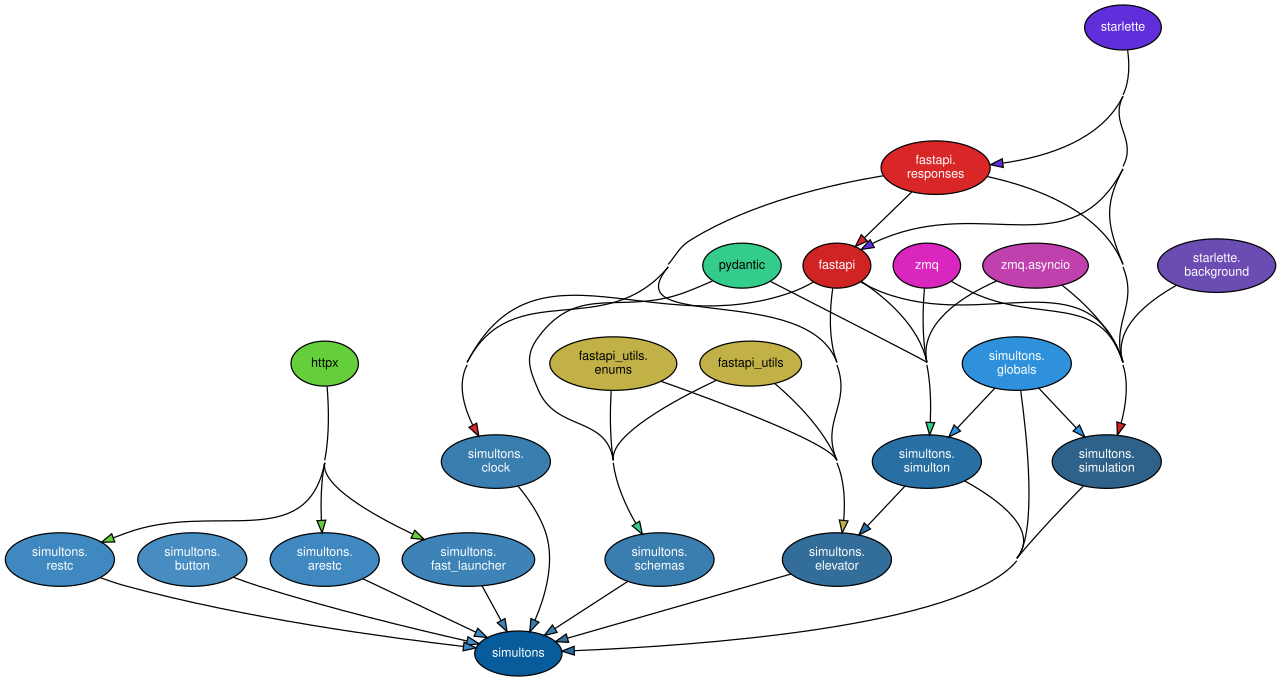 starlette
fastapi.
responses
pydantic
fastapi
zmq
zmq.asyncio
starlette.
background
httpx
fastapi_utils.
enums
fastapi_utils
simultons.
globals
simultons.
clock
simultons.
simulton
simultons.
simulation
simultons.
restc
simultons.
button
simultons.
arestc
simultons.
fast_launcher
simultons.
schemas
simultons.
elevator
simultons